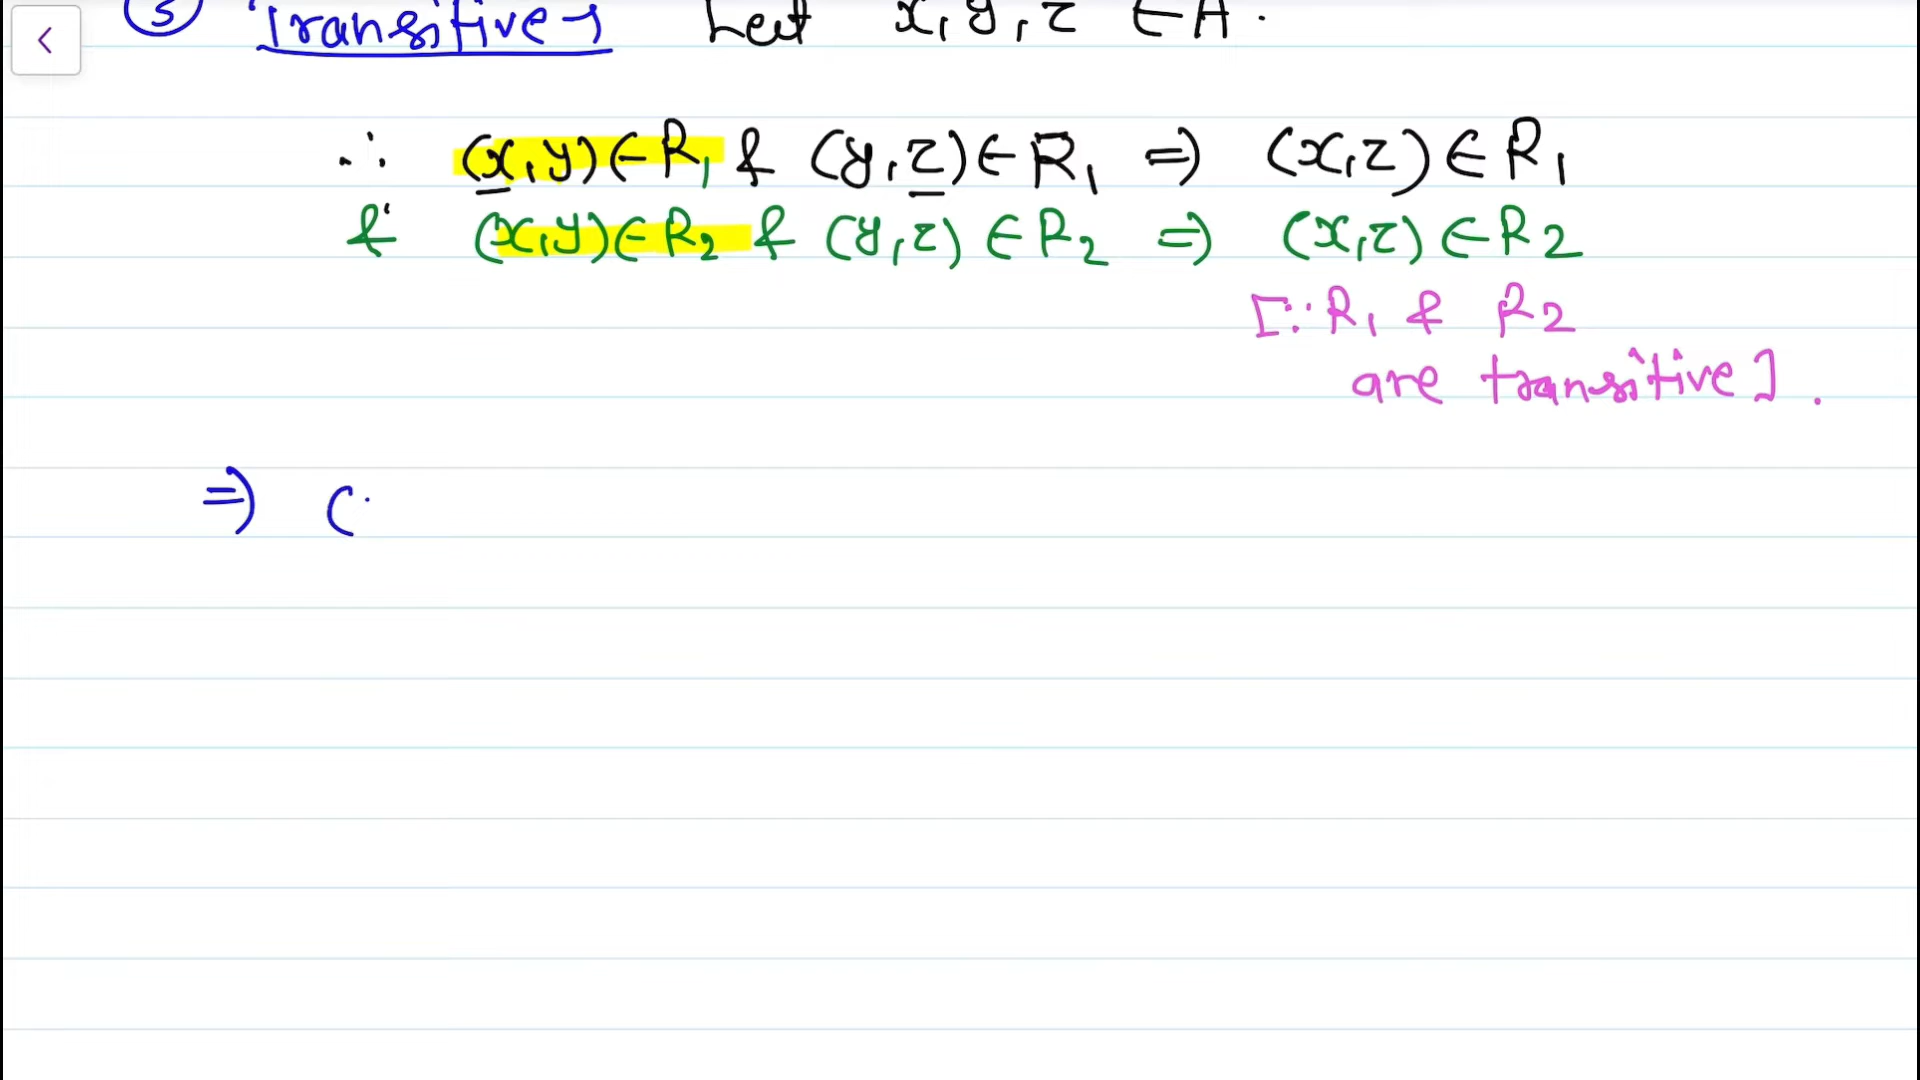 ③ Transitive→ Let x, y, z ∈ A.
∴ (x,y)∈R₁ & (y,z)∈R₁ ⇒ (x,z)∈R₁
& (x,y)∈R₂ & (y,z)∈R₂ ⇒ (x,z)∈R₂
[∵ R₁ & R₂
are transitive].
⇒ (